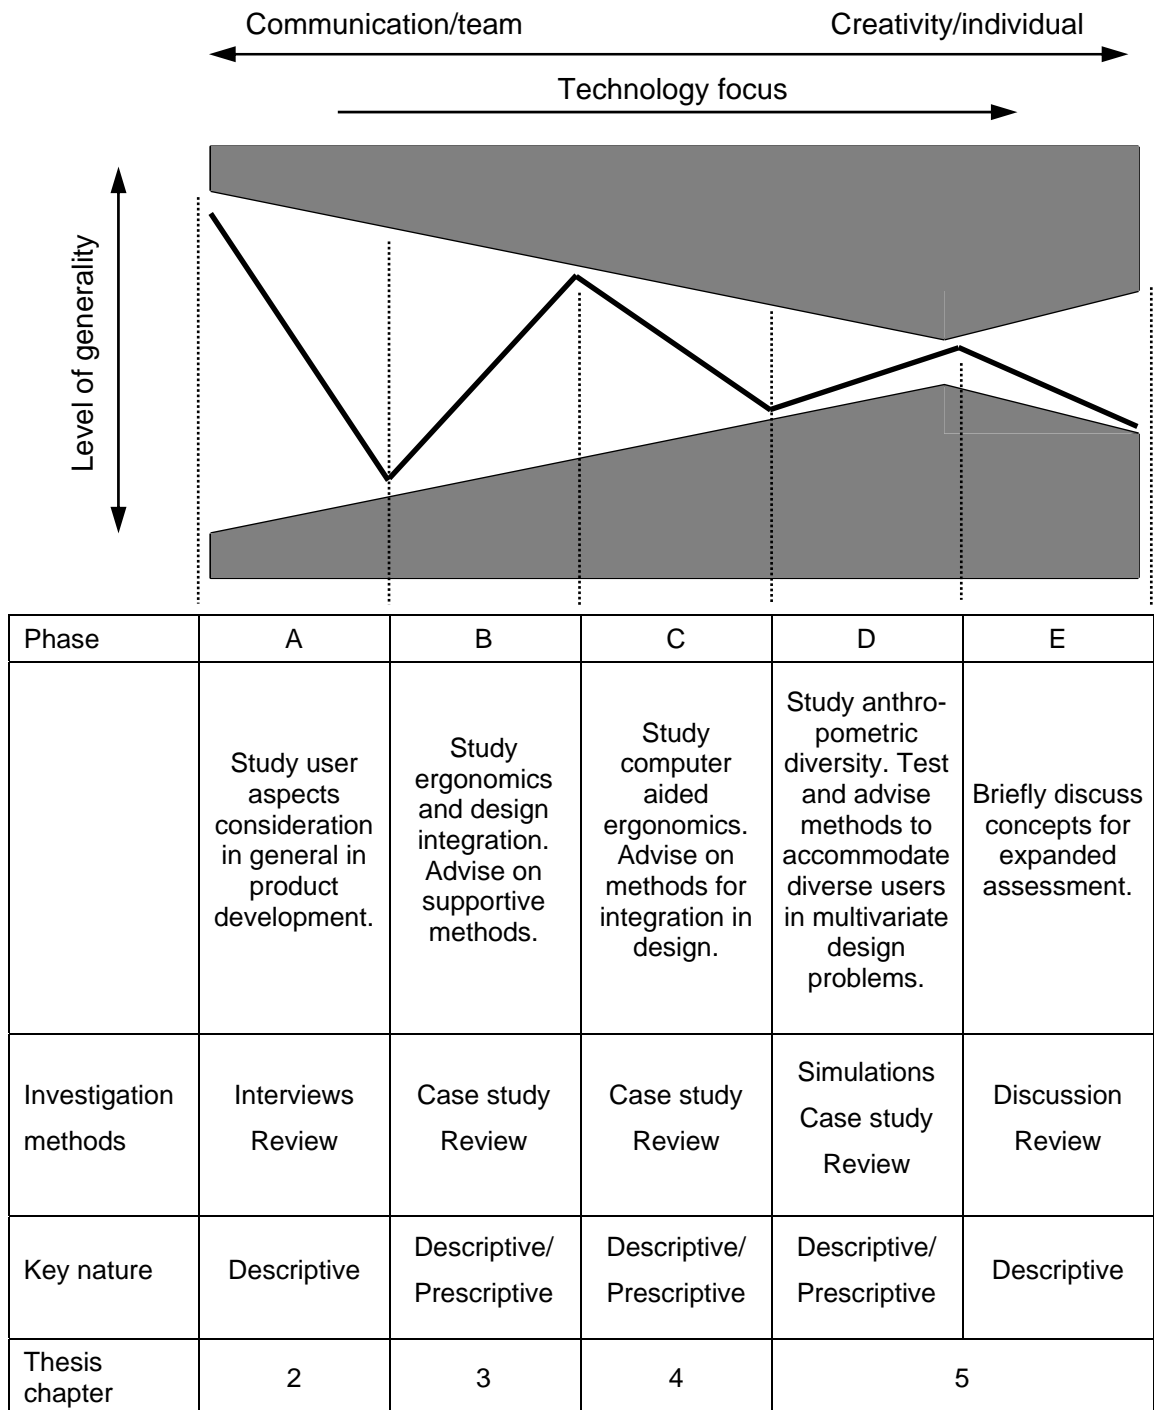 Communication/team
Creativity/individual
Technology focus
Level of generality
Phase
A
B
C
D
E
Study user
aspects
consideration
in general in
product
development.
Study
ergonomics
and design
integration.
Advise on
supportive
methods.
Study
computer
aided
ergonomics.
Advise on
methods for
integration in
design.
Study anthro-
pometric
diversity. Test
and advise
methods to
accommodate
diverse users
in multivariate
design
problems.
Briefly discuss
concepts for
expanded
assessment.
Investigation
methods
Interviews
Review
Case study
Review
Case study
Review
Simulations
Case study
Review
Discussion
Review
Key nature
Descriptive
Descriptive/
Prescriptive
Descriptive/
Prescriptive
Descriptive/
Prescriptive
Descriptive
Thesis
chapter
2
3
4
5